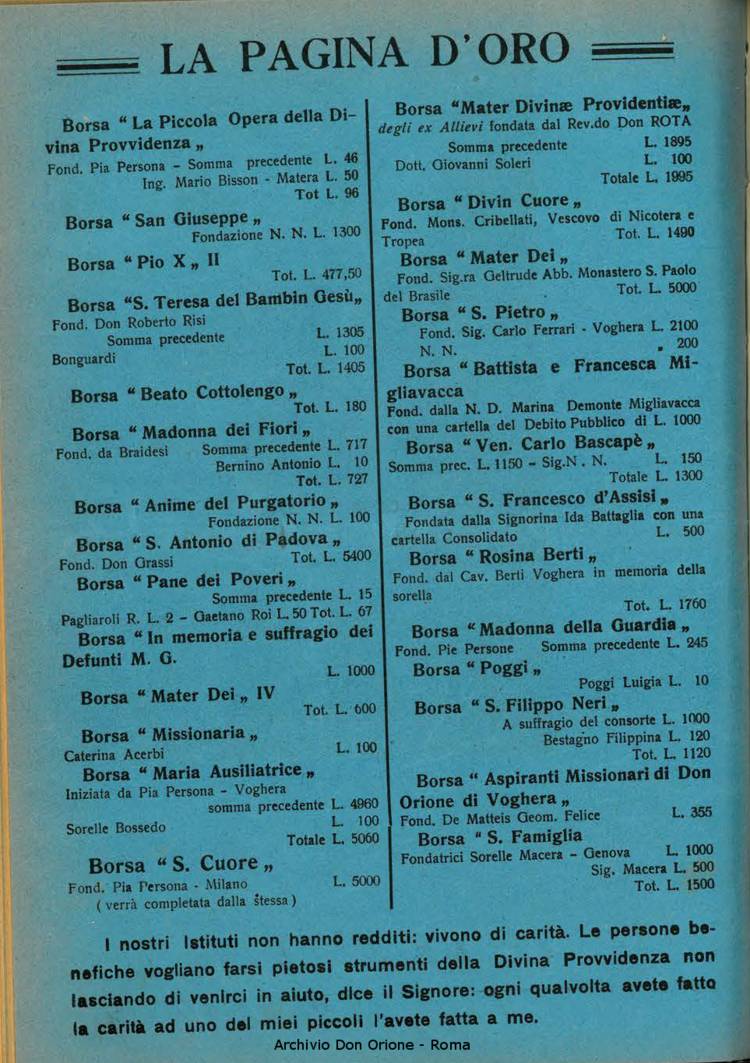 LA PAGINA D'ORO
Borsa “ La Piccola Opera della Di-
vina Provvidenza „
Fond. Pia Persona - Somma precedente L. 46
Ing. Mario Bisson - Matera L. 50
Tot L. 96
Borsa “ San Giuseppe „
Fondazione N. N. L. 1300
Borsa “ Pio X „ II
Tot. L. 477,50
Borsa “S. Teresa del Bambin Gesù„
Fond. Don Roberto Risi
Somma precedente L. 1305
Bonguardi L. 100
Tot. L. 1405
Borsa “ Beato Cottolengo „
Tot. L. 180
Borsa “ Madonna dei Fiori „
Fond. da Braidesi Somma precedente L. 717
Bernino Antonio L. 10
Tot. L. 727
Borsa “ Anime del Purgatorio „
Fondazione N. N. L. 100
Borsa “ S. Antonio di Padova „
Fond. Don Grassi Tot. L. 5400
Borsa “ Pane dei Poveri „
Somma precedente L. 15
Pagliaroli R. L. 2 - Gaetano Roi L. 50 Tot. L. 67
Borsa “ In memoria e suffragio dei
Defunti M. G.
L. 1000
Borsa “ Mater Dei „ IV
Tot. L. 600
Borsa “ Missionaria „
Caterina Acerbi L. 100
Borsa “ Maria Ausiliatrice „
Iniziata da Pia Persona - Voghera
somma precedente L. 4960
Sorelle Bossedo L. 100
Totale L. 5060
Borsa “ S. Cuore „
Fond. Pia Persona - Milano L. 5000
( verrà completata dalla stessa )
Borsa “Mater Divinæ Providentiæ„
degli ex Allievi fondata dal Rev.do Don ROTA
Somma precedente L. 1895
Dott. Giovanni Soleri L. 100
Totale L. 1995
Borsa “ Divin Cuore „
Fond. Mons. Cribellati, Vescovo di Nicotera e
Tropea Tot. L. 1490
Borsa “ Mater Dei „
Fond. Sig.ra Geltrude Abb. Monastero S. Paolo
del Brasile Tot. L. 5000
Borsa “ S. Pietro „
Fond. Sig. Carlo Ferrari - Voghera L. 2100
N. N. „ 200
Borsa “ Battista e Francesca Mi-
gliavacca
Fond. dalla N. D. Marina Demonte Migliavacca
con una cartella del Debito Pubblico di L. 1000
Borsa “ Ven. Carlo Bascapè „
Somma prec. L. 1150 - Sig. N. N. L. 150
Totale L. 1300
Borsa “ S. Francesco d'Assisi „
Fondata dalla Signorina Ida Battaglia con una
cartella Consolidato L. 500
Borsa “ Rosina Berti „
Fond. dal Cav. Berti Voghera in memoria della
sorella
Tot. L. 1760
Borsa “ Madonna della Guardia „
Fond. Pie Persone Somma precedente L. 245
Borsa “ Poggi „
Poggi Luigia L. 10
Borsa “ S. Filippo Neri „
A suffragio del consorte L. 1000
Bestagno Filippina L. 120
Tot. L. 1120
Borsa “ Aspiranti Missionari di Don
Orione di Voghera „
Fond. De Matteis Geom. Felice L. 355
Borsa “ S. Famiglia
Fondatrici Sorelle Macera - Genova L. 1000
Sig. Macera L. 500
Tot. L. 1500
I nostri Istituti non hanno redditi: vivono di carità. Le persone be-
nefiche vogliano farsi pietosi strumenti della Divina Provvidenza non
lasciando di venirci in aiuto, dice il Signore: ogni qualvolta avete fatto
la carità ad uno dei miei piccoli l'avete fatta a me.
Archivio Don Orione - Roma